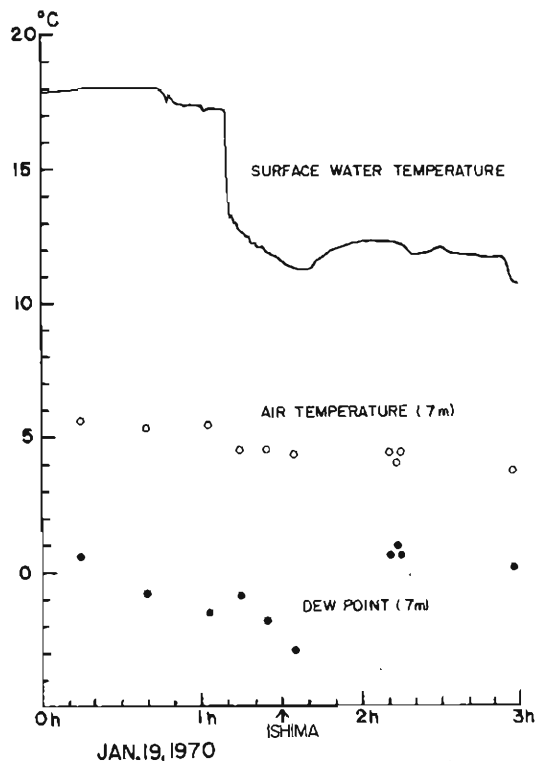 °C
20
SURFACE WATER TEMPERATURE
15
10
AIR TEMPERATURE (7m)
5
0
DEW POINT (7m)
0h 1h 2h 3h
ISHIMA
JAN.19,1970